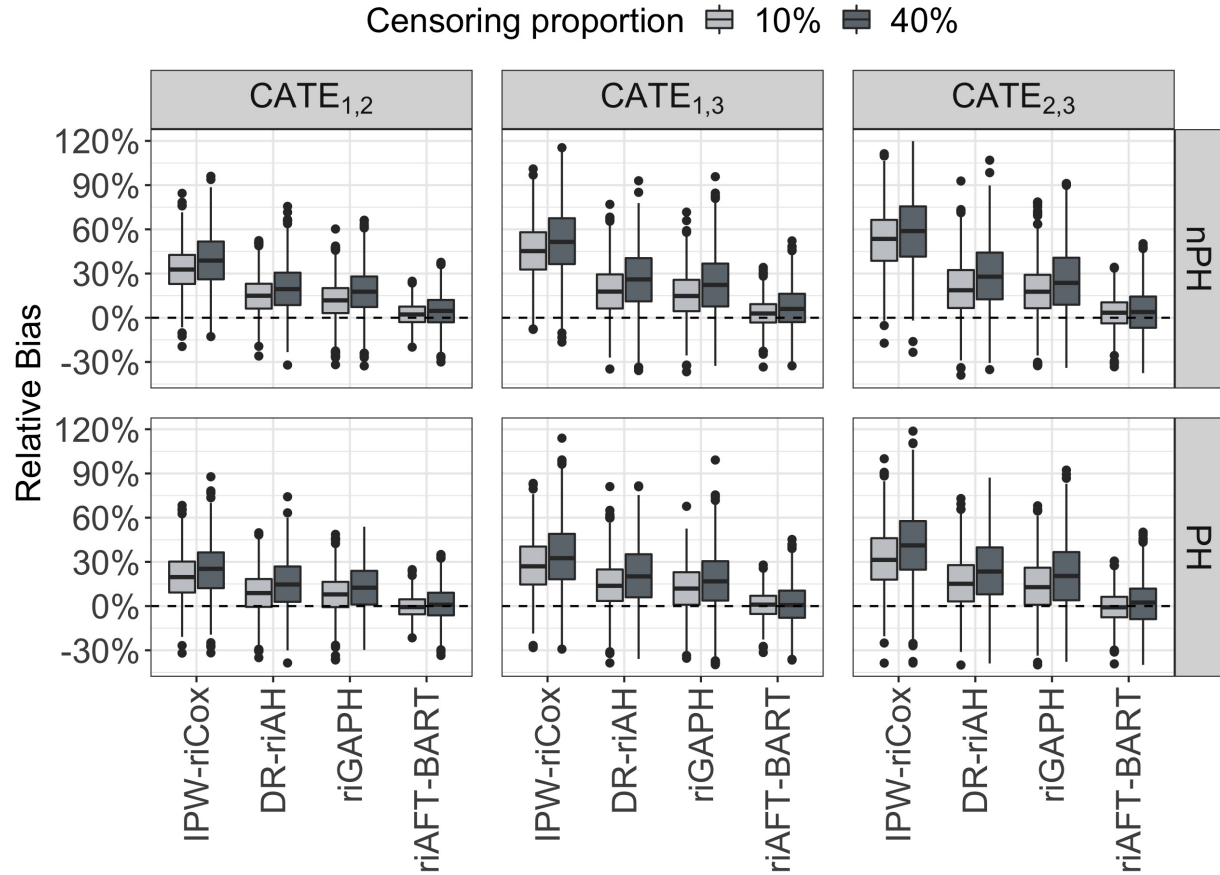 Censoring proportion 10% 40%
CATE1,2 CATE1,3 CATE2,3
Relative Bias
120%
90%
60%
30%
0%
-30%
nPH
120%
90%
60%
30%
0%
-30%
PH
IPW-riCox DR-riAH riGAPH riAFT-BART IPW-riCox DR-riAH riGAPH riAFT-BART IPW-riCox DR-riAH riGAPH riAFT-BART